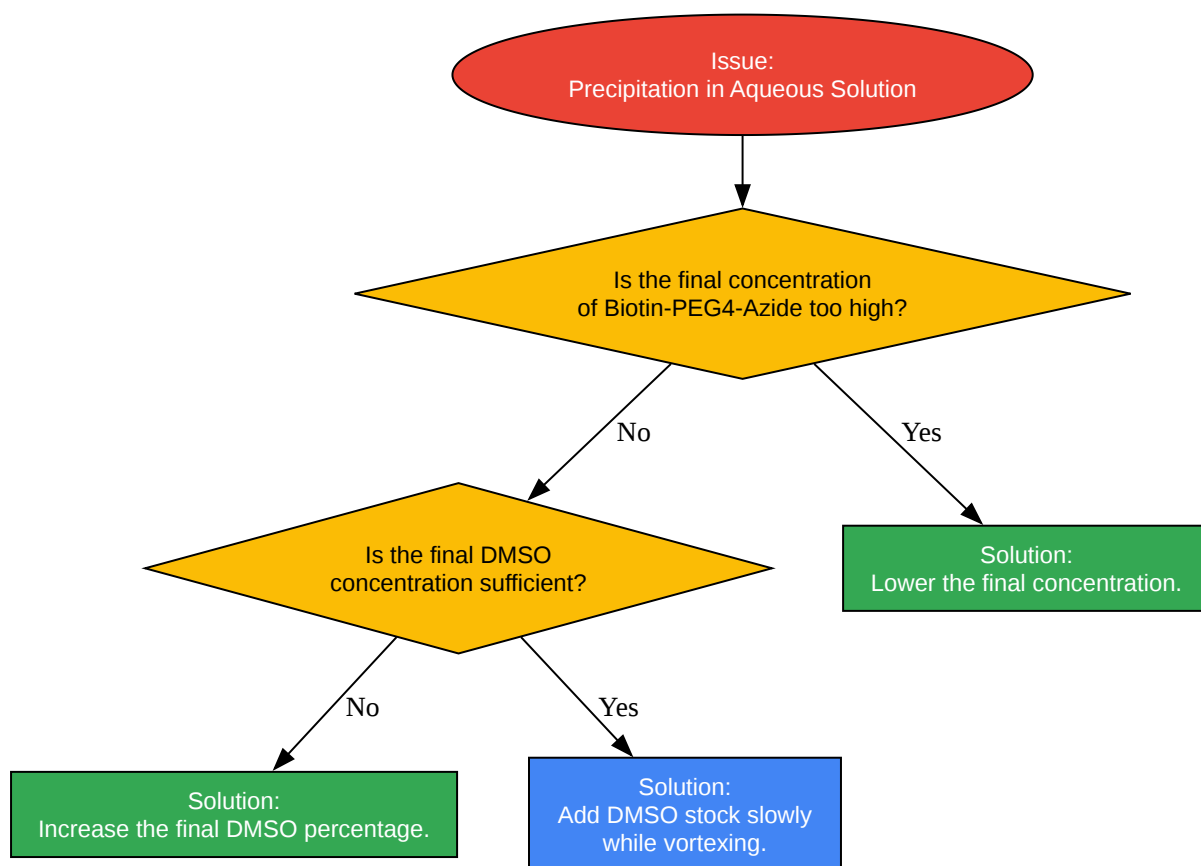 Issue:
Precipitation in Aqueous Solution
Is the final concentration
of Biotin-PEG4-Azide too high?
No
Yes
Is the final DMSO
concentration sufficient?
Solution:
Lower the final concentration.
No
Yes
Solution:
Increase the final DMSO percentage.
Solution:
Add DMSO stock slowly
while vortexing.